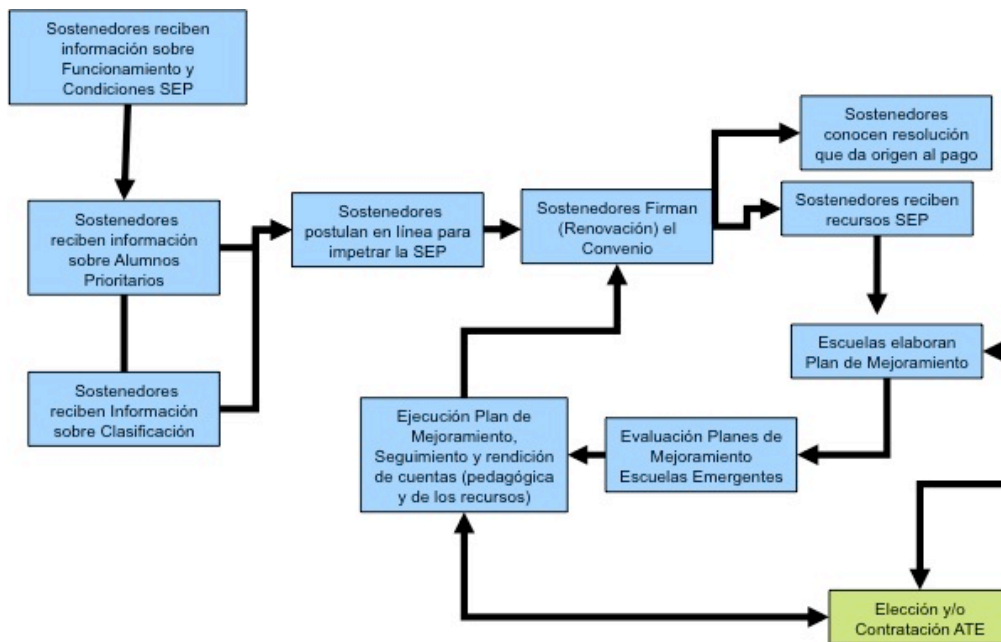 Sostenedores reciben
información sobre
Funcionamiento y
Condiciones SEP
Sostenedores
reciben información
sobre Alumnos
Prioritarios
Sostenedores
reciben Información
sobre Clasificación
Sostenedores
postulan en línea para
impetrar la SEP
Sostenedores Firman
(Renovación) el
Convenio
Sostenedores
conocen resolución
que da origen al pago
Sostenedores reciben
recursos SEP
Escuelas elaboran
Plan de Mejoramiento
Evaluación Planes de
Mejoramiento
Escuelas Emergentes
Ejecución Plan de
Mejoramiento,
Seguimiento y rendición
de cuentas (pedagógica
y de los recursos)
Elección y/o
Contratación ATE